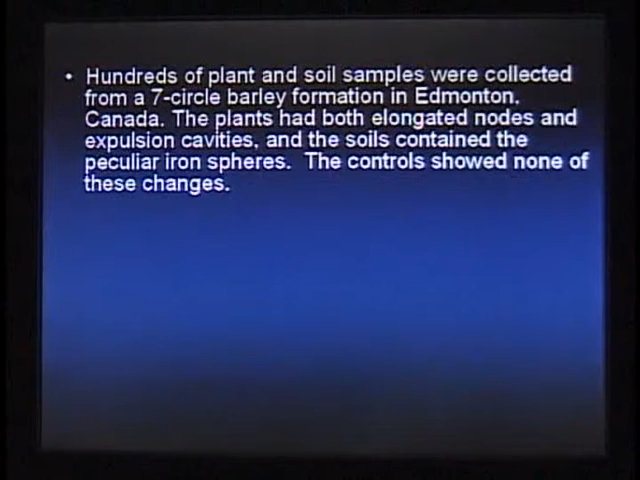 • Hundreds of plant and soil samples were collected
from a 7-circle barley formation in Edmonton,
Canada. The plants had both elongated nodes and
expulsion cavities, and the soils contained the
peculiar iron spheres.  The controls showed none of
these changes.